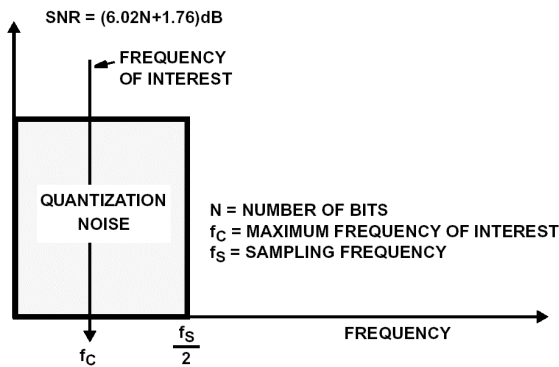 SNR = (6.02N+1.76)dB
FREQUENCY
OF INTEREST
QUANTIZATION
NOISE
N = NUMBER OF BITS
fC = MAXIMUM FREQUENCY OF INTEREST
fS = SAMPLING FREQUENCY
fC
fS
2
FREQUENCY